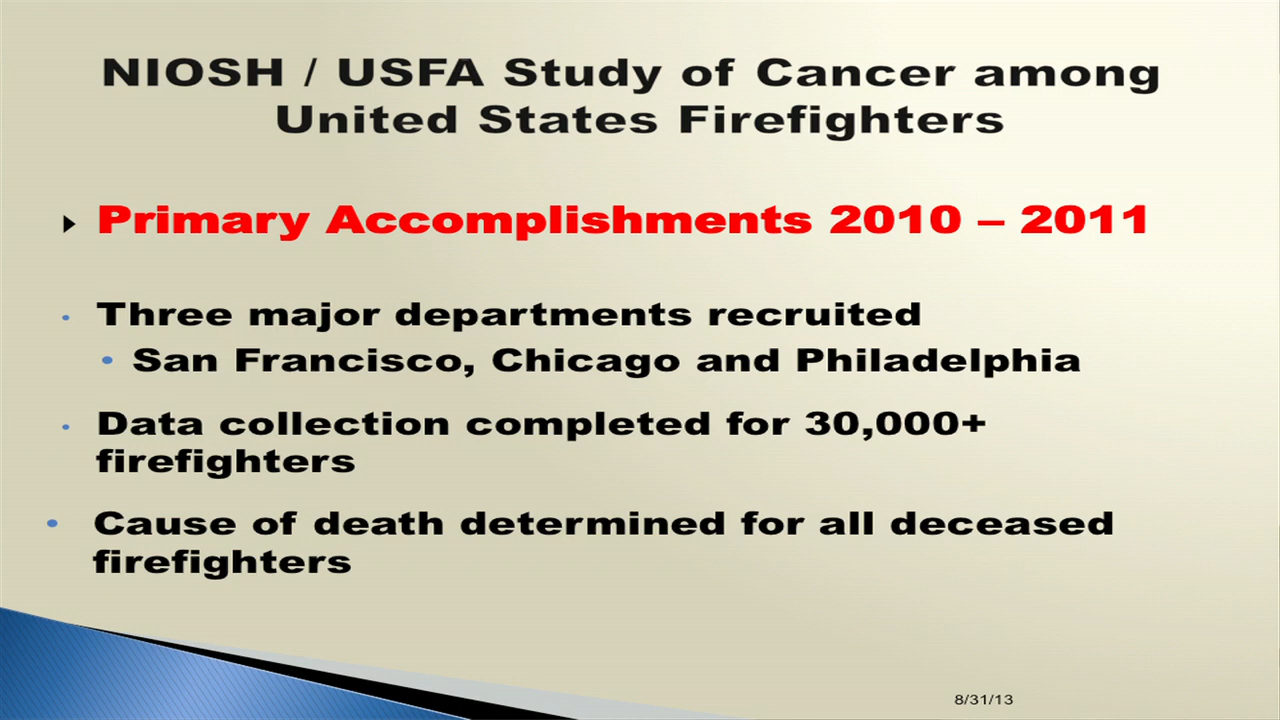 NIOSH / USFA Study of Cancer among
United States Firefighters
Primary Accomplishments 2010 – 2011
Three major departments recruited
San Francisco, Chicago and Philadelphia
Data collection completed for 30,000+
firefighters
Cause of death determined for all deceased
firefighters
8/31/13